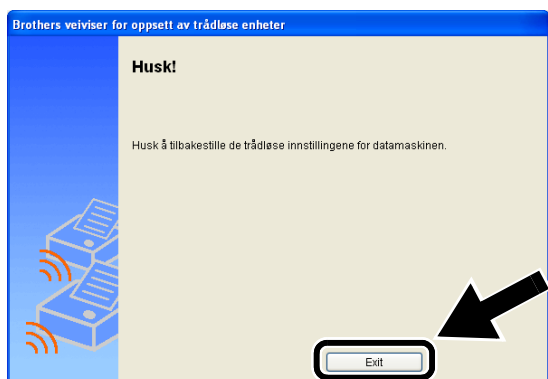 Brothers veiviser for oppsett av trådløse enheter
Husk!
Husk å tilbakestille de trådløse innstillingene for datamaskinen.
Exit